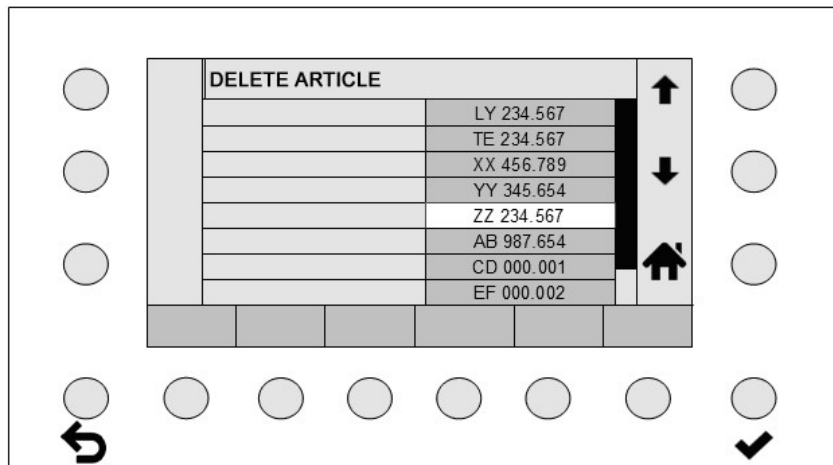 DELETE ARTICLE
LY 234.567
TE 234.567
XX 456.789
YY 345.654
ZZ 234.567
AB 987.654
CD 000.001
EF 000.002